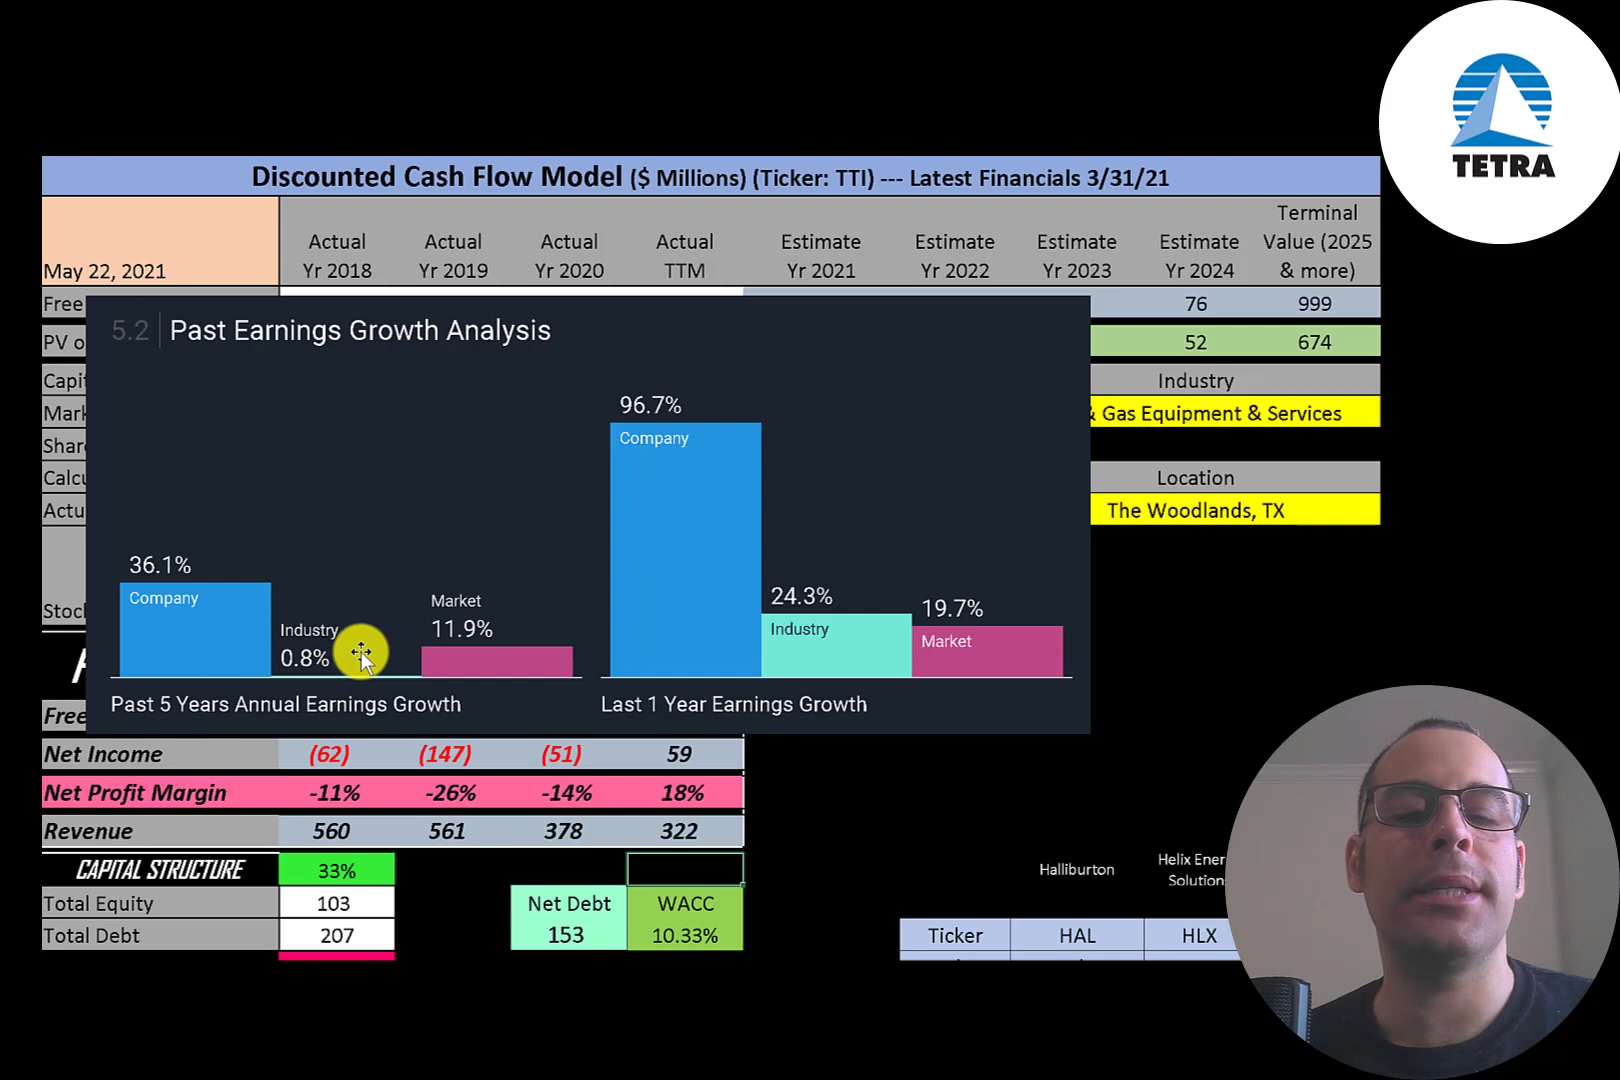 TETRA
Discounted Cash Flow Model ($ Millions) (Ticker: TTI) --- Latest Financials 3/31/21
May 22, 2021
Actual Yr 2018
Actual Yr 2019
Actual Yr 2020
Actual TTM
Estimate Yr 2021
Estimate Yr 2022
Estimate Yr 2023
Estimate Yr 2024
Terminal Value (2025 & more)
Free 76 999
PV 52 674
Industry
& Gas Equipment & Services
Location
The Woodlands, TX
5.2 Past Earnings Growth Analysis
36.1%
Company
Industry
0.8%
Market
11.9%
Past 5 Years Annual Earnings Growth
96.7%
Company
24.3%
Industry
19.7%
Market
Last 1 Year Earnings Growth
Free
Net Income (62) (147) (51) 59
Net Profit Margin -11% -26% -14% 18%
Revenue 560 561 378 322
CAPITAL STRUCTURE 33%
Total Equity 103
Total Debt 207
Net Debt
153
WACC
10.33%
Halliburton
Helix Ener
Solution
Ticker HAL HLX